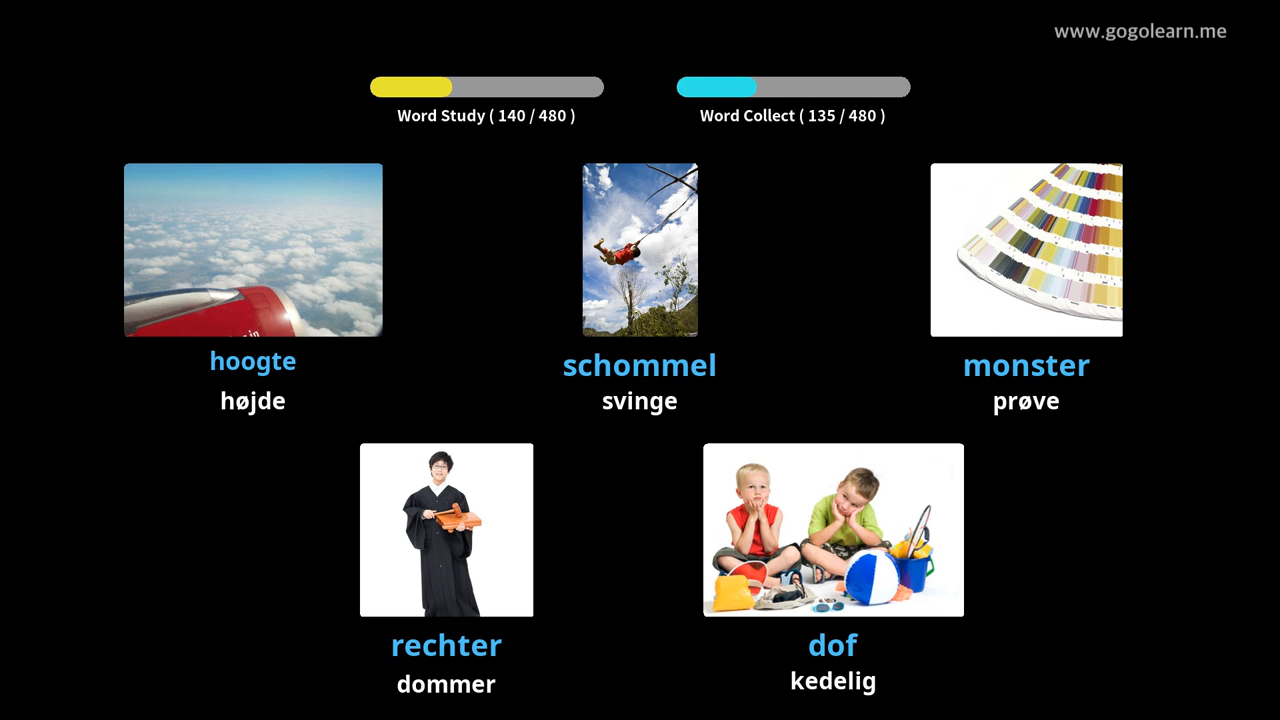 www.gogolearn.me
Word Study ( 140 / 480 )
Word Collect ( 135 / 480 )
hoogte
højde
schommel
svinge
monster
prøve
rechter
dommer
dof
kedelig